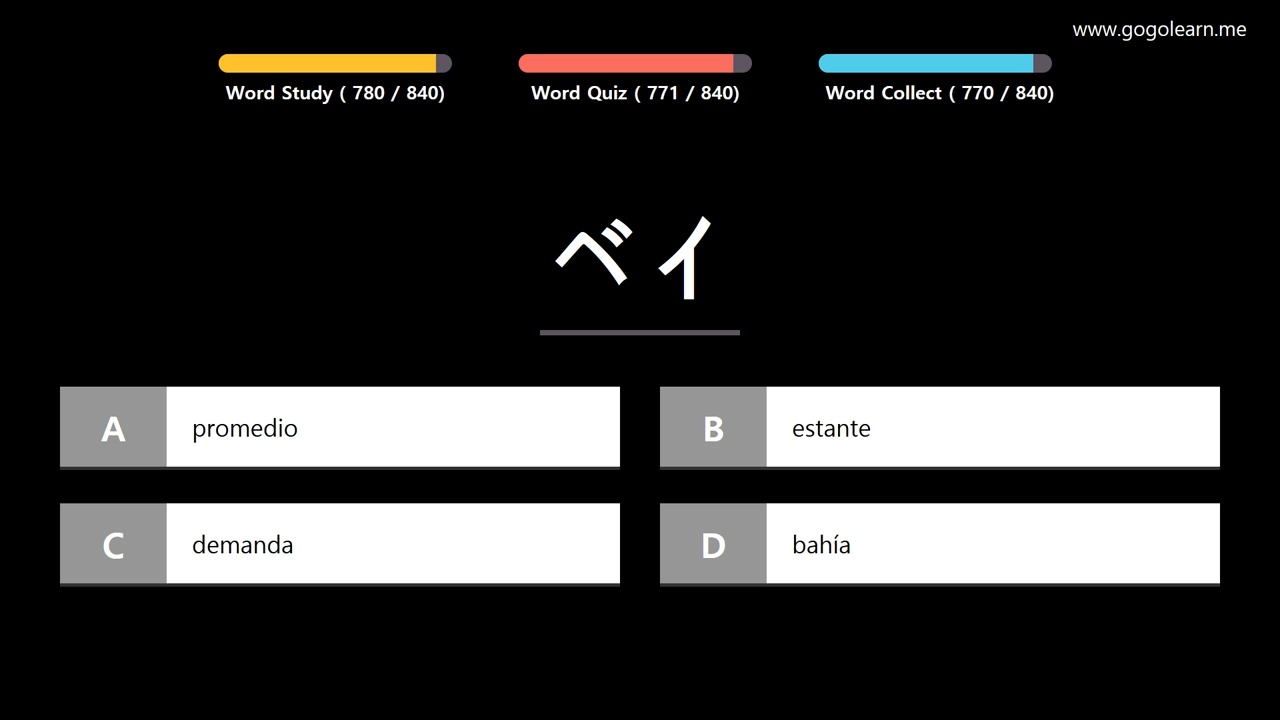 www.gogolearn.me
Word Study ( 780 / 840)
Word Quiz ( 771 / 840)
Word Collect ( 770 / 840)
ベイ
A promedio
B estante
C demanda
D bahía